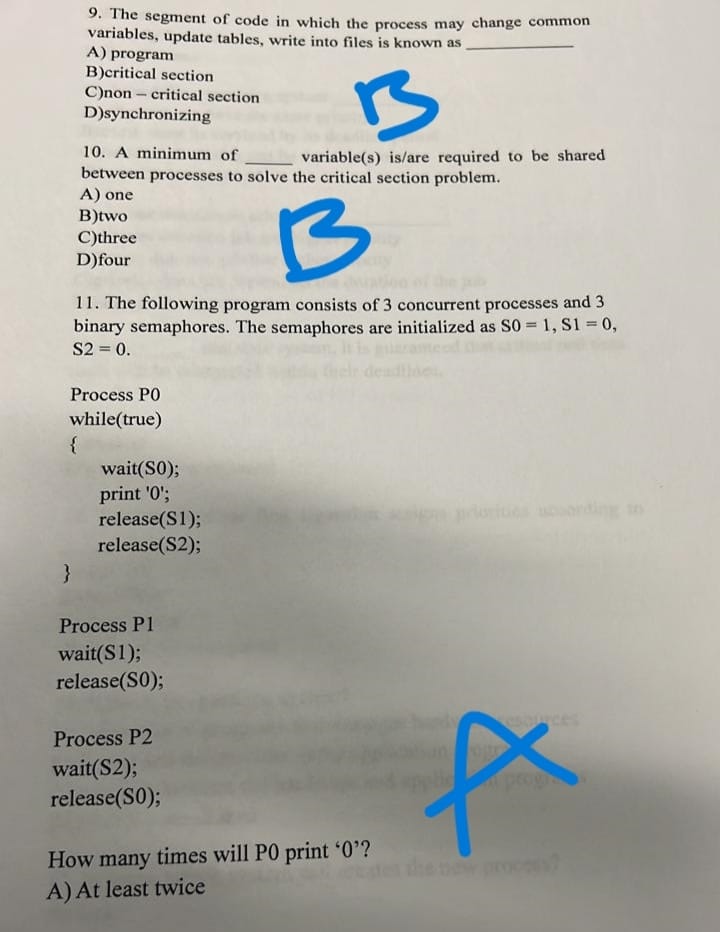 9. The segment of code in which the process may change common
variables, update tables, write into files is known as ____________
A) program
B)critical section
C)non – critical section
D)synchronizing
B
10. A minimum of _____ variable(s) is/are required to be shared
between processes to solve the critical section problem.
A) one
B)two
C)three
D)four
B
11. The following program consists of 3 concurrent processes and 3
binary semaphores. The semaphores are initialized as S0 = 1, S1 = 0,
S2 = 0.
Process P0
while(true)
{
wait(S0);
print '0';
release(S1);
release(S2);
}
Process P1
wait(S1);
release(S0);
Process P2
wait(S2);
release(S0);
A
How many times will P0 print ‘0’?
A) At least twice